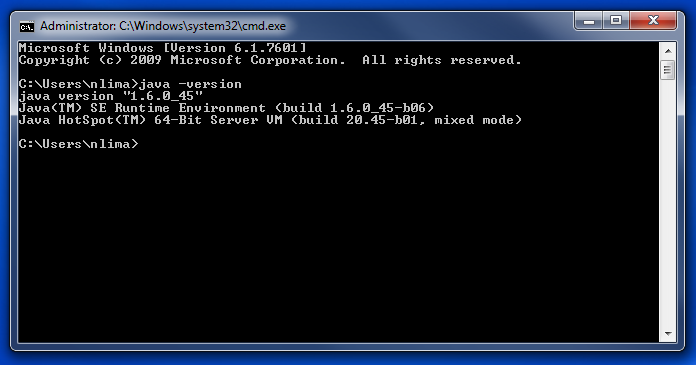 Administrator: C:\Windows\system32\cmd.exe
Microsoft Windows [Version 6.1.7601]
Copyright (c) 2009 Microsoft Corporation.  All rights reserved.
C:\Users\nlima>java -version
java version "1.6.0_45"
Java(TM) SE Runtime Environment (build 1.6.0_45-b06)
Java HotSpot(TM) 64-Bit Server VM (build 20.45-b01, mixed mode)
C:\Users\nlima>